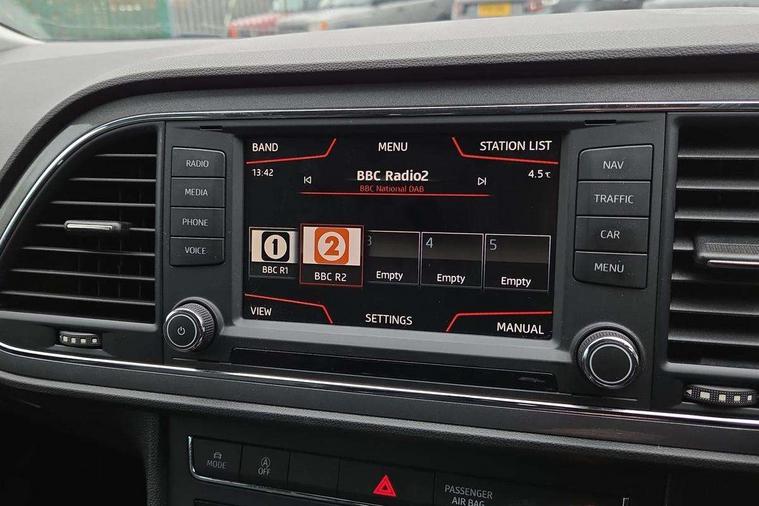 BAND MENU STATION LIST
13:42 BBC Radio2 4.5℃
BBC National DAB
1 2 3 4 5
BBC R1 BBC R2 Empty Empty Empty
VIEW SETTINGS MANUAL
RADIO
MEDIA
PHONE
VOICE
NAV
TRAFFIC
CAR
MENU
MODE
A
OFF
PASSENGER
AIR BAG